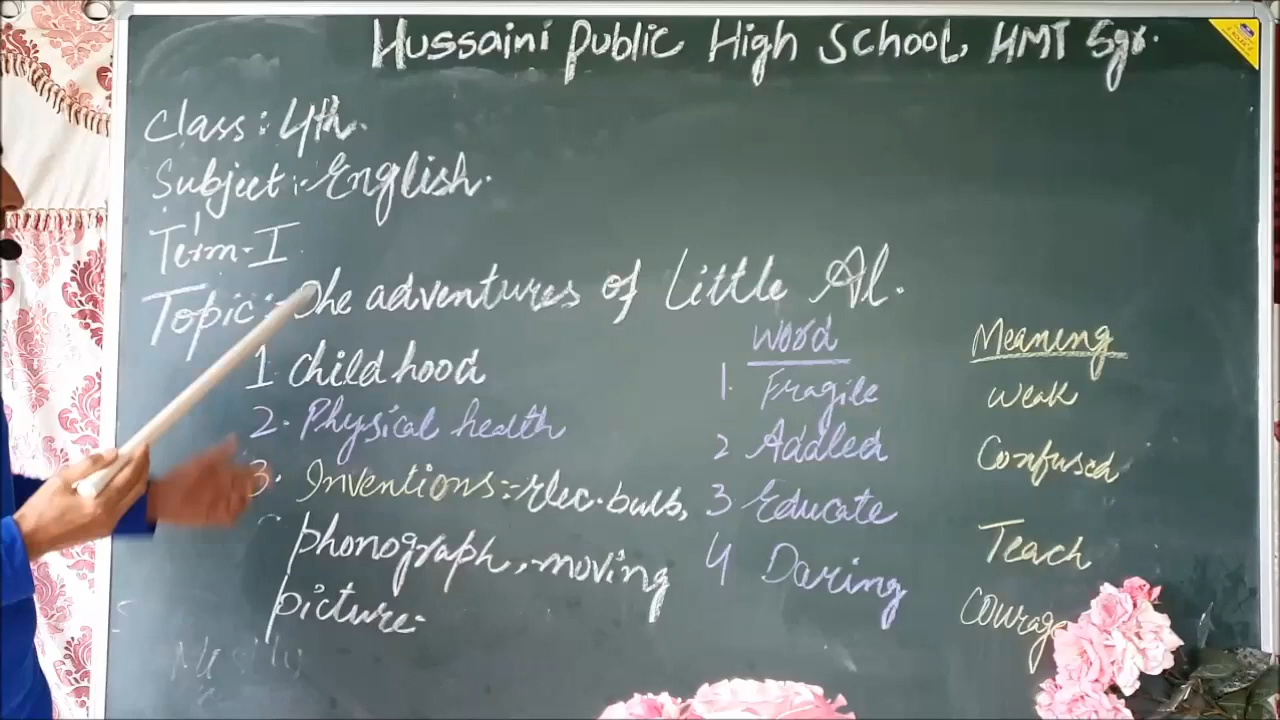 Hussaini Public High School, HMT Sgr.
Class: 4th.
Subject:- English.
Term-I
Topic:- The adventures of Little Al.
1 Childhood
2. Physical health
3. Inventions:- Elec. bulb,
phonograph, moving
picture.
Word Meaning
1. Fragile Weak
2 Addled Confused
3 Educate Teach
4 Daring Courage